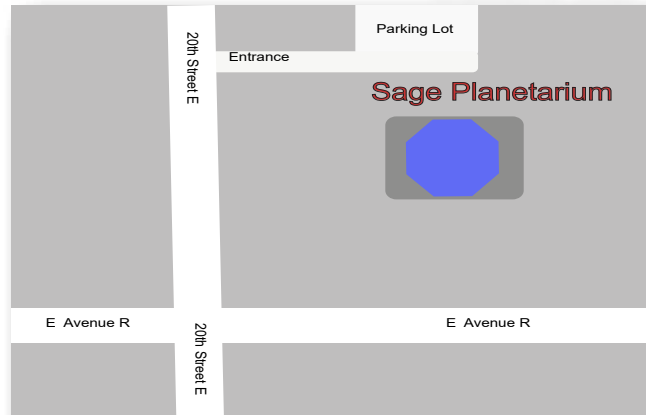 Parking Lot
20th Street E
Entrance
Sage Planetarium
E Avenue R
E Avenue R
20th Street E